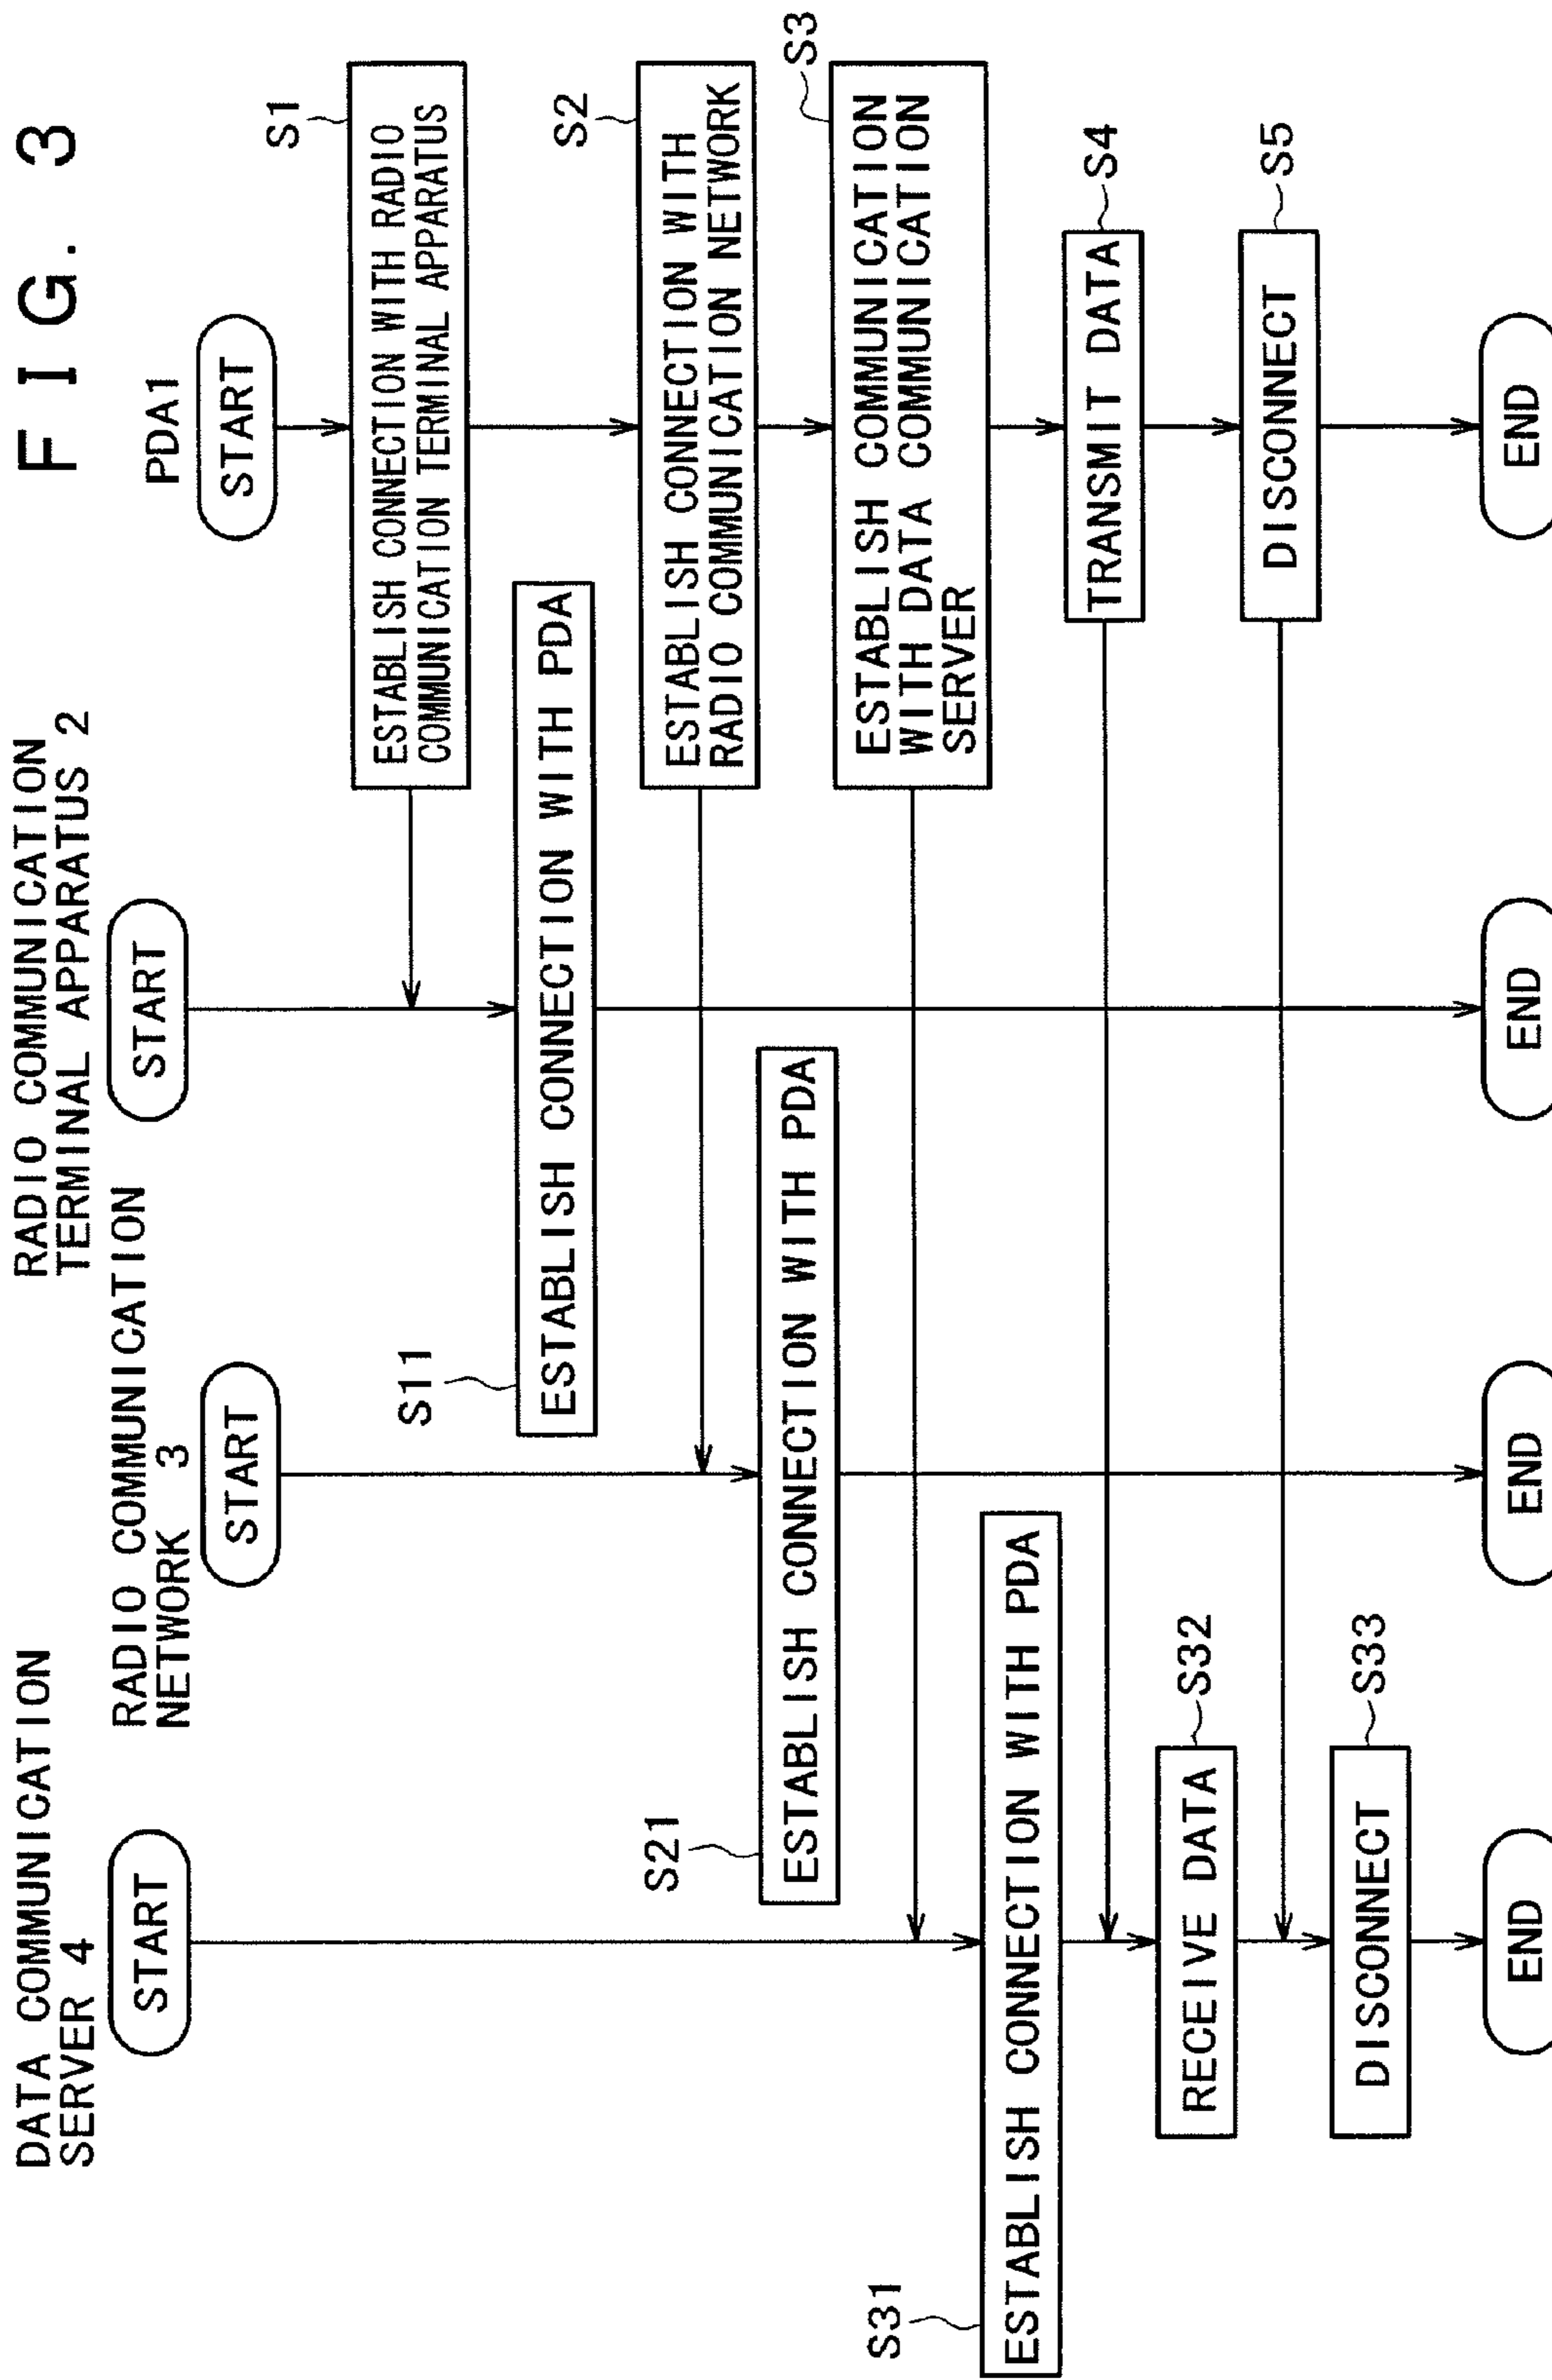 FIG. 3
DATA COMMUNICATION
SERVER 4
RADIO COMMUNICATION
NETWORK 3
RADIO COMMUNICATION
TERMINAL APPARATUS 2
PDA1
START
START
START
START
S1
ESTABLISH CONNECTION WITH RADIO
COMMUNICATION TERMINAL APPARATUS
S11
ESTABLISH CONNECTION WITH PDA
S2
ESTABLISH CONNECTION WITH
RADIO COMMUNICATION NETWORK
S21
ESTABLISH CONNECTION WITH PDA
S3
ESTABLISH COMMUNICATION
WITH DATA COMMUNICATION
SERVER
S31
ESTABLISH CONNECTION WITH PDA
S4
TRANSMIT DATA
S32
RECEIVE DATA
S5
DISCONNECT
S33
DISCONNECT
END
END
END
END